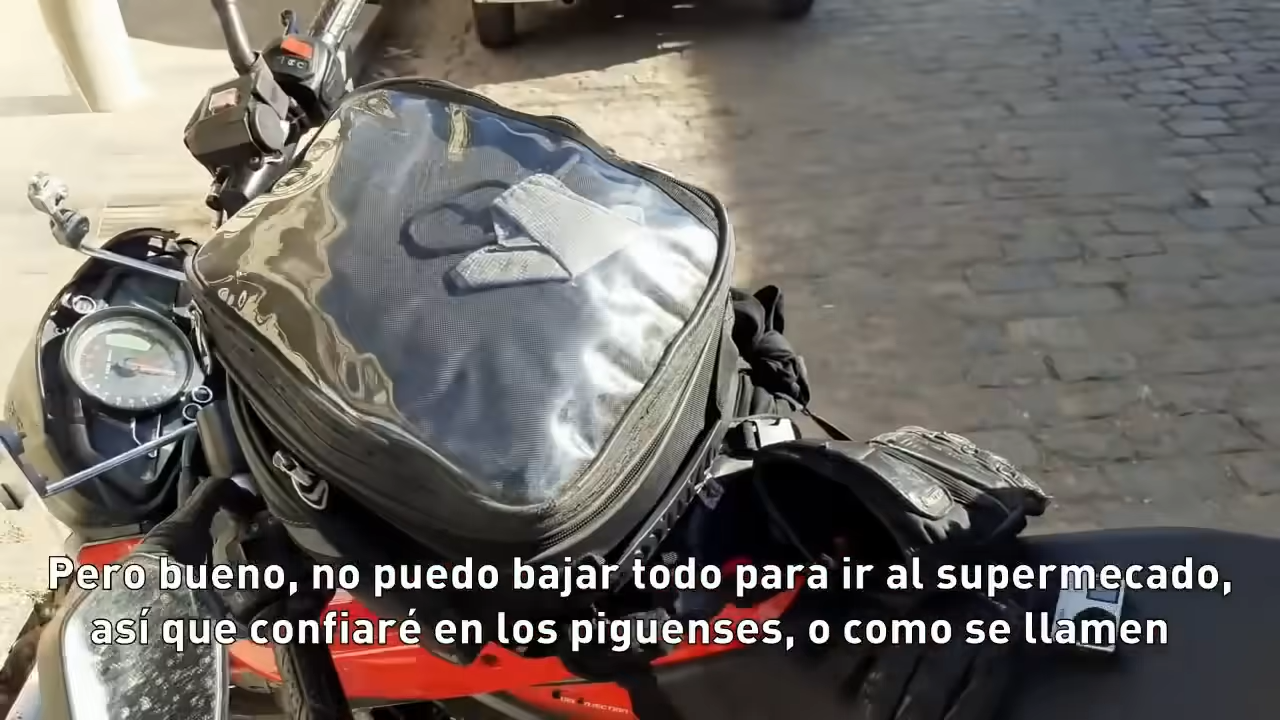 Pero bueno, no puedo bajar todo para ir al supermecado,
así que confiaré en los piguenses, o como se llamen